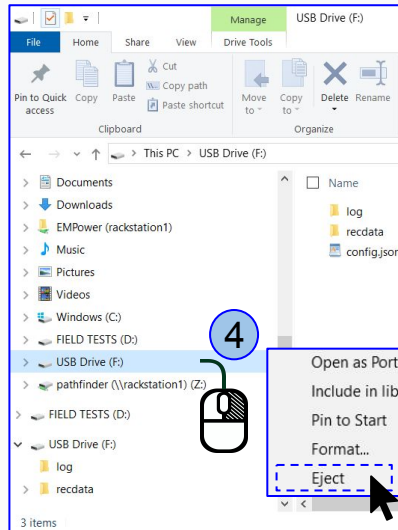 Manage USB Drive (F:)
File Home Share View Drive Tools
Pin to Quick access
Copy
Paste
Cut
Copy path
Paste shortcut
Move to
Copy to
Delete
Rename
Clipboard
Organize
This PC > USB Drive (F:)
Documents
Downloads
EMPower (rackstation1)
Music
Pictures
Videos
Windows (C:)
FIELD TESTS (D:)
USB Drive (F:)
pathfinder (\\rackstation1) (Z:)
FIELD TESTS (D:)
USB Drive (F:)
log
recdata
3 items
Name
log
recdata
config.json
4
Open as Port
Include in lib
Pin to Start
Format...
Eject